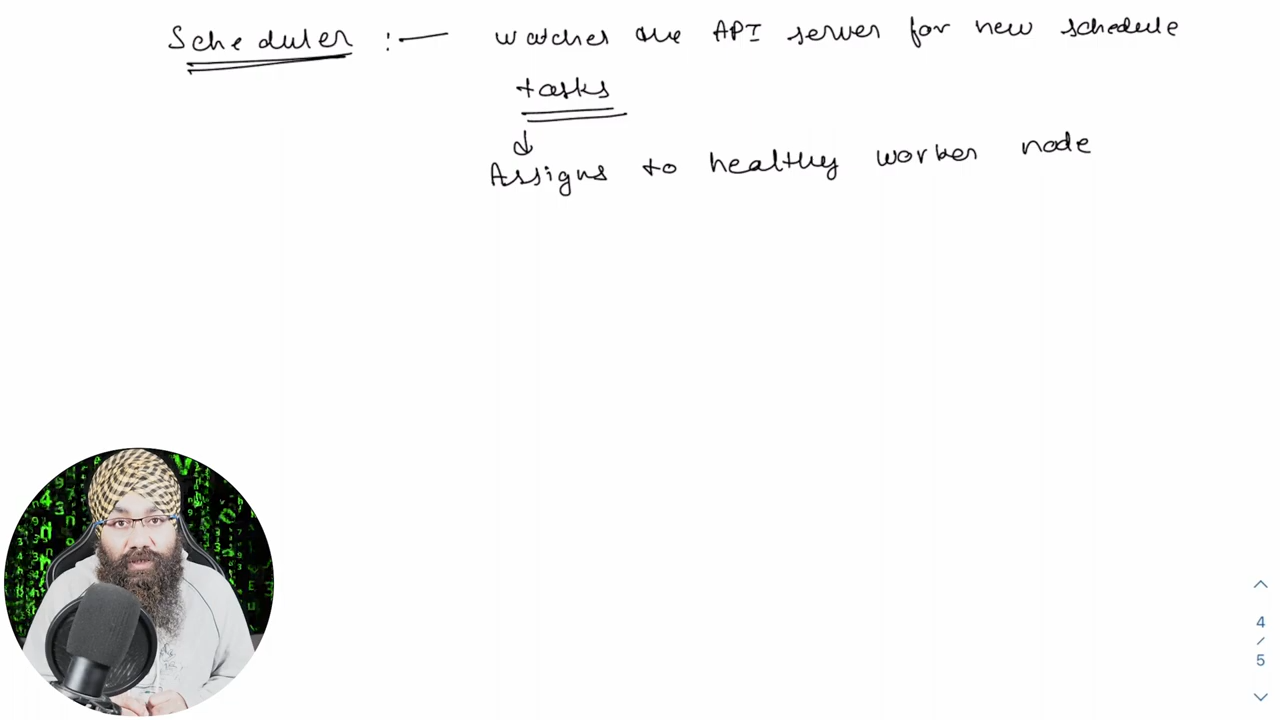 Scheduler :— watches the API server for new schedule
tasks
↓
Assigns to healthy worker node
4
/
5